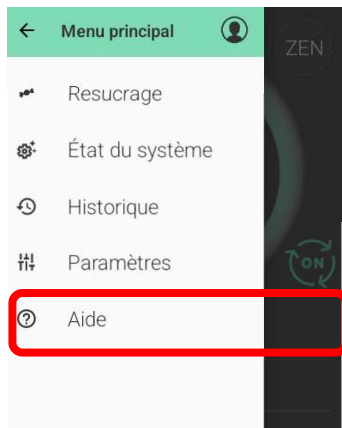 Menu principal
ZEN
Resucrage
État du système
Historique
Paramètres
ON
Aide